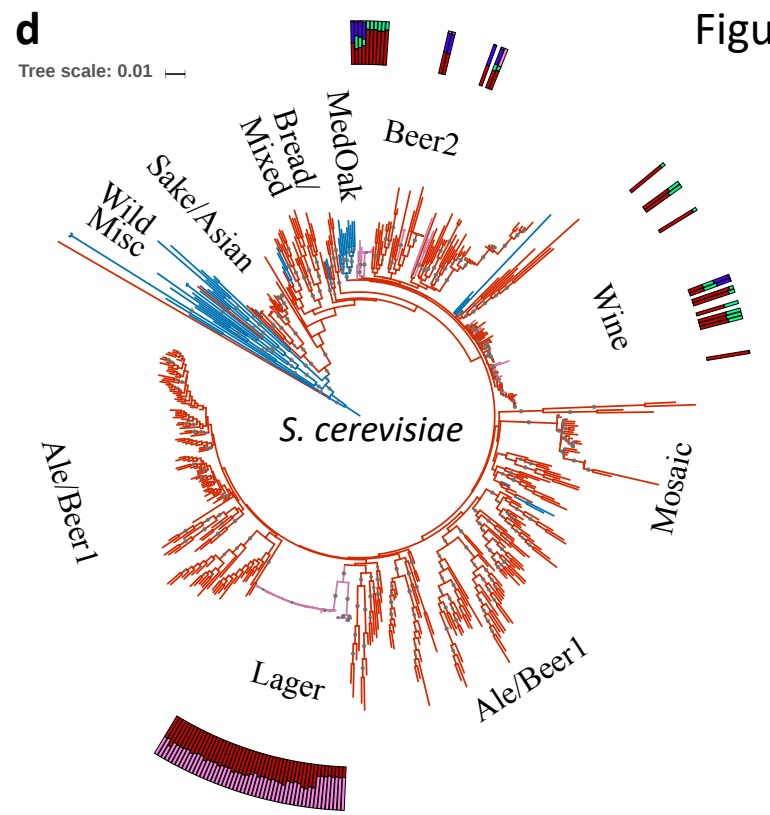 d
Figu
Tree scale: 0.01
Beer2
MedOak
Bread/
Mixed
Sake/Asian
Wild
Misc
Wine
S. cerevisiae
Mosaic
Ale/Beer1
Ale/Beer1
Lager